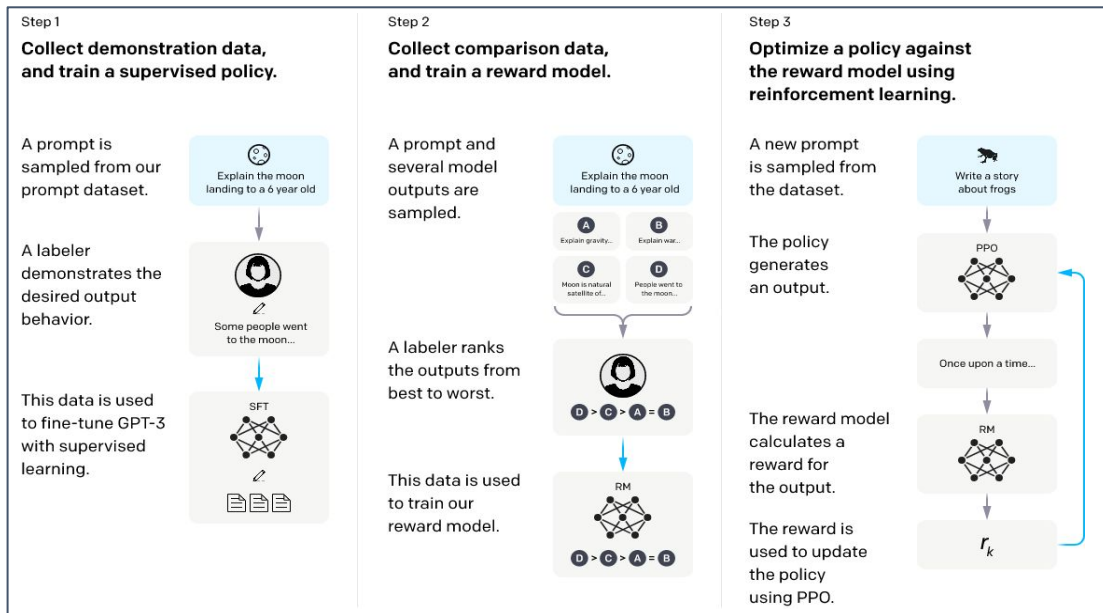 Step 1
Collect demonstration data,
and train a supervised policy.
A prompt is
sampled from our
prompt dataset.
Explain the moon
landing to a 6 year old
A labeler
demonstrates the
desired output
behavior.
Some people went
to the moon...
This data is used
to fine-tune GPT-3
with supervised
learning.
SFT
Step 2
Collect comparison data,
and train a reward model.
A prompt and
several model
outputs are
sampled.
Explain the moon
landing to a 6 year old
A
Explain gravity...
B
Explain war...
C
Moon is natural
satellite of...
D
People went to
the moon...
A labeler ranks
the outputs from
best to worst.
D > C > A = B
This data is used
to train our
reward model.
RM
D > C > A = B
Step 3
Optimize a policy against
the reward model using
reinforcement learning.
A new prompt
is sampled from
the dataset.
Write a story
about frogs
The policy
generates
an output.
PPO
Once upon a time...
The reward model
calculates a
reward for
the output.
RM
The reward is
used to update
the policy
using PPO.
rₖ